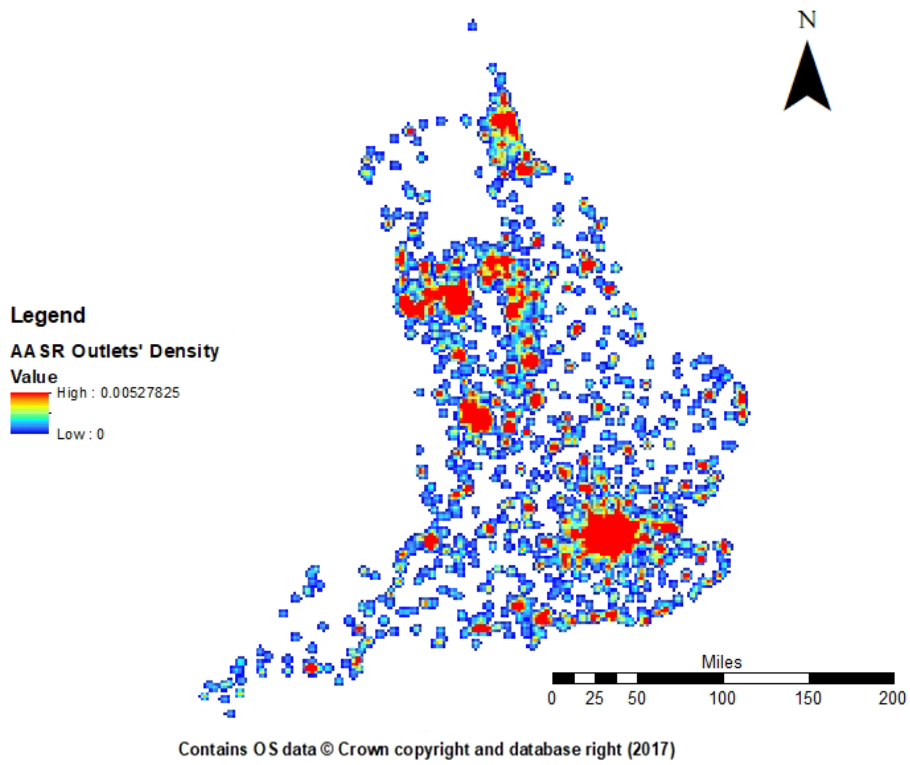 N
Legend
AASR Outlets' Density
Value
High : 0.00527825
Low : 0
Miles
0 25 50 100 150 200
Contains OS data © Crown copyright and database right (2017)